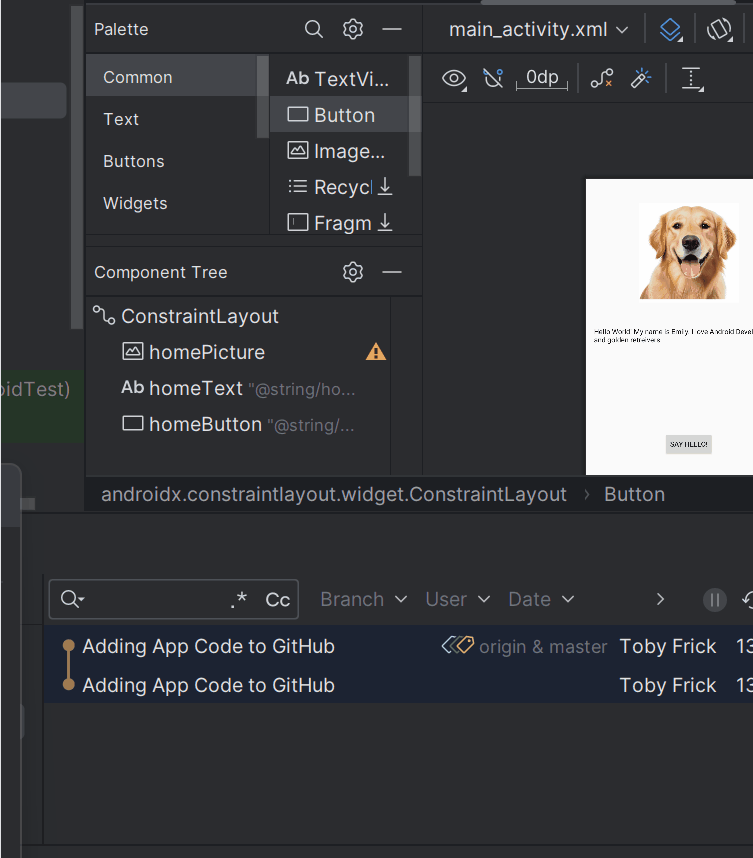 Palette
main_activity.xml
Common
Ab TextVi...
0dp
Text
Button
Buttons
Image...
Widgets
Recycl
Fragm
Component Tree
ConstraintLayout
homePicture
Ab homeText "@string/ho...
homeButton "@string/...
oidTest)
Hello World! My name is Emily. I love Android Devel
and golden retreivers.
SAY HELLO!
androidx.constraintlayout.widget.ConstraintLayout > Button
.* Cc Branch User Date
Adding App Code to GitHub origin & master Toby Frick 13
Adding App Code to GitHub Toby Frick 13